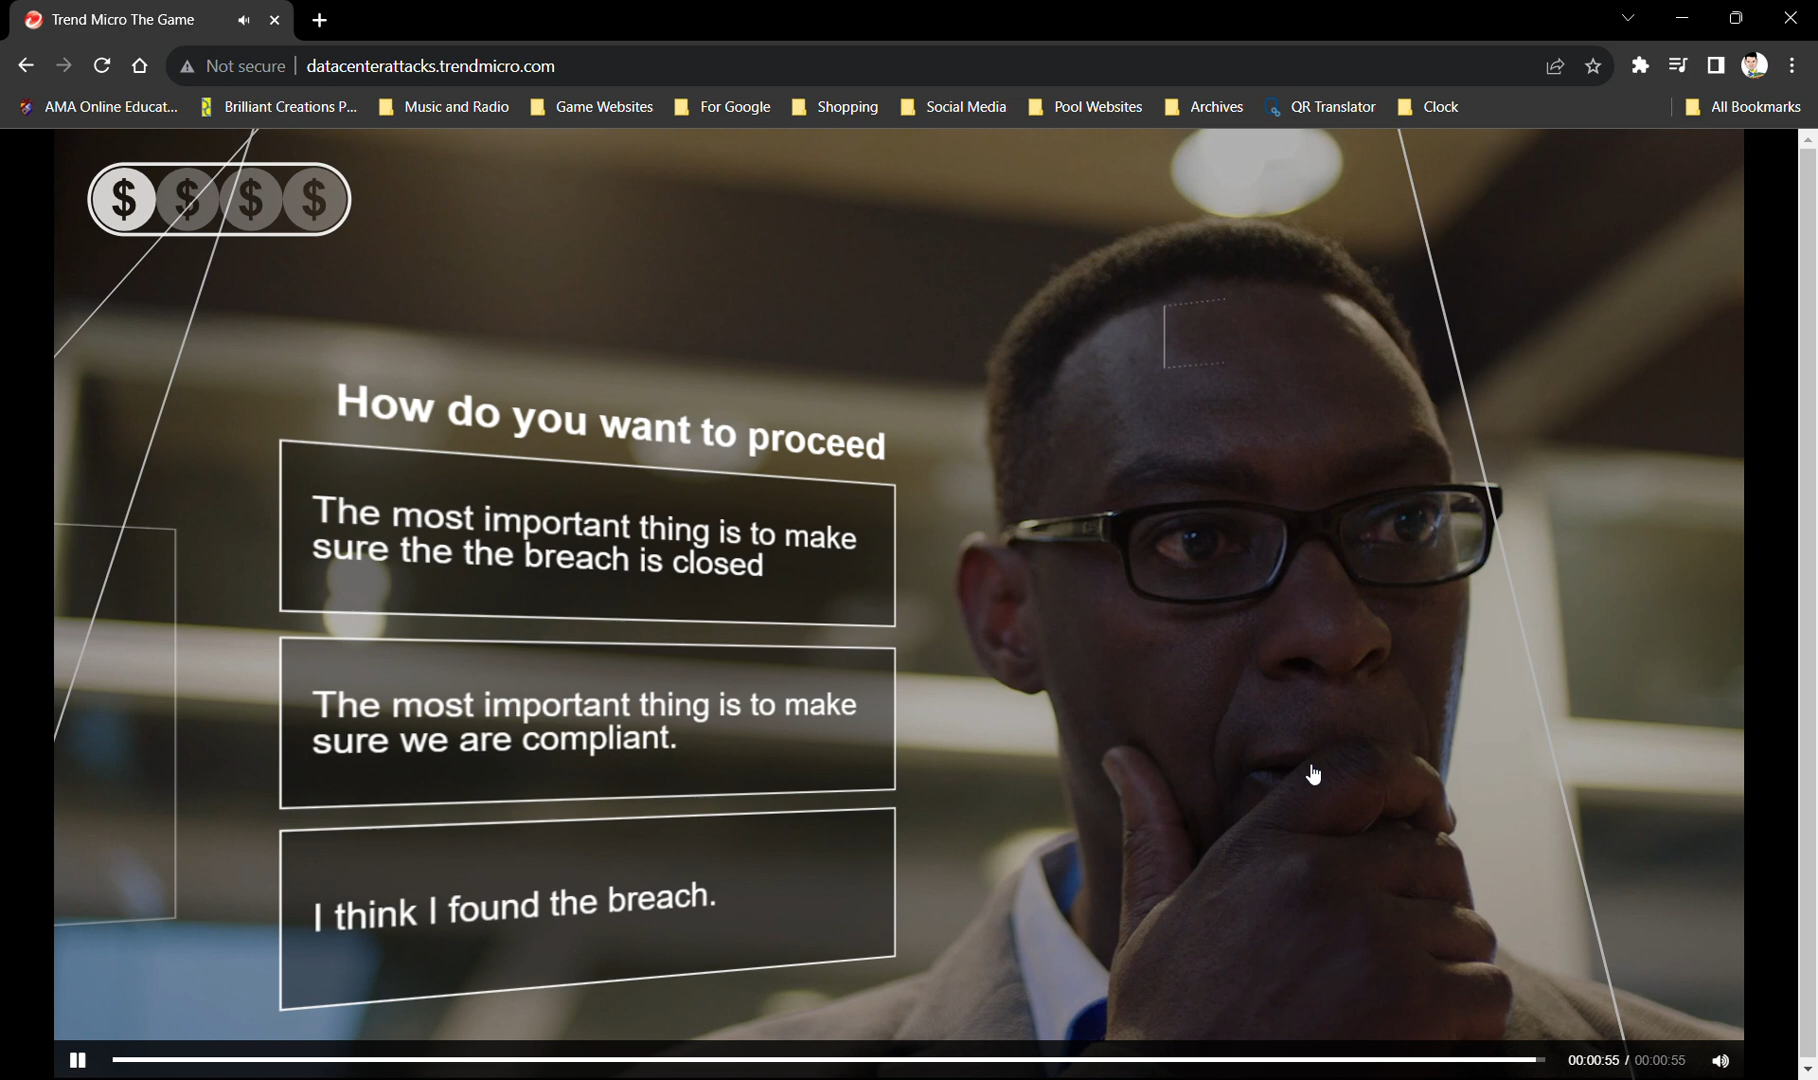 Trend Micro The Game
Not secure
datacenterattacks.trendmicro.com
AMA Online Educat...
Brilliant Creations P...
Music and Radio
Game Websites
For Google
Shopping
Social Media
Pool Websites
Archives
QR Translator
Clock
All Bookmarks
$ $ $ $
How do you want to proceed
The most important thing is to make
sure the the breach is closed
The most important thing is to make
sure we are compliant.
I think I found the breach.
00:00:55 / 00:00:55